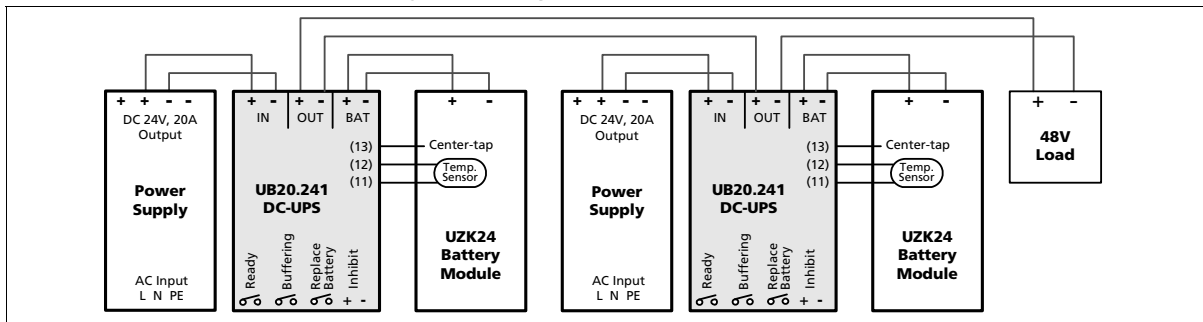 + + - -
DC 24V, 20A
Output
Power
Supply
AC Input
L N PE
+ - + - + -
IN OUT BAT
(13)
(12)
(11)
UB20.241
DC-UPS
Ready
Buffering
Replace
Battery
Inhibit
+ -
+ -
Center-tap
Temp.
Sensor
UZK24
Battery
Module
+ + - -
DC 24V, 20A
Output
Power
Supply
AC Input
L N PE
+ - + - + -
IN OUT BAT
(13)
(12)
(11)
UB20.241
DC-UPS
Ready
Buffering
Replace
Battery
Inhibit
+ -
+ -
Center-tap
Temp.
Sensor
UZK24
Battery
Module
+ –
48V
Load